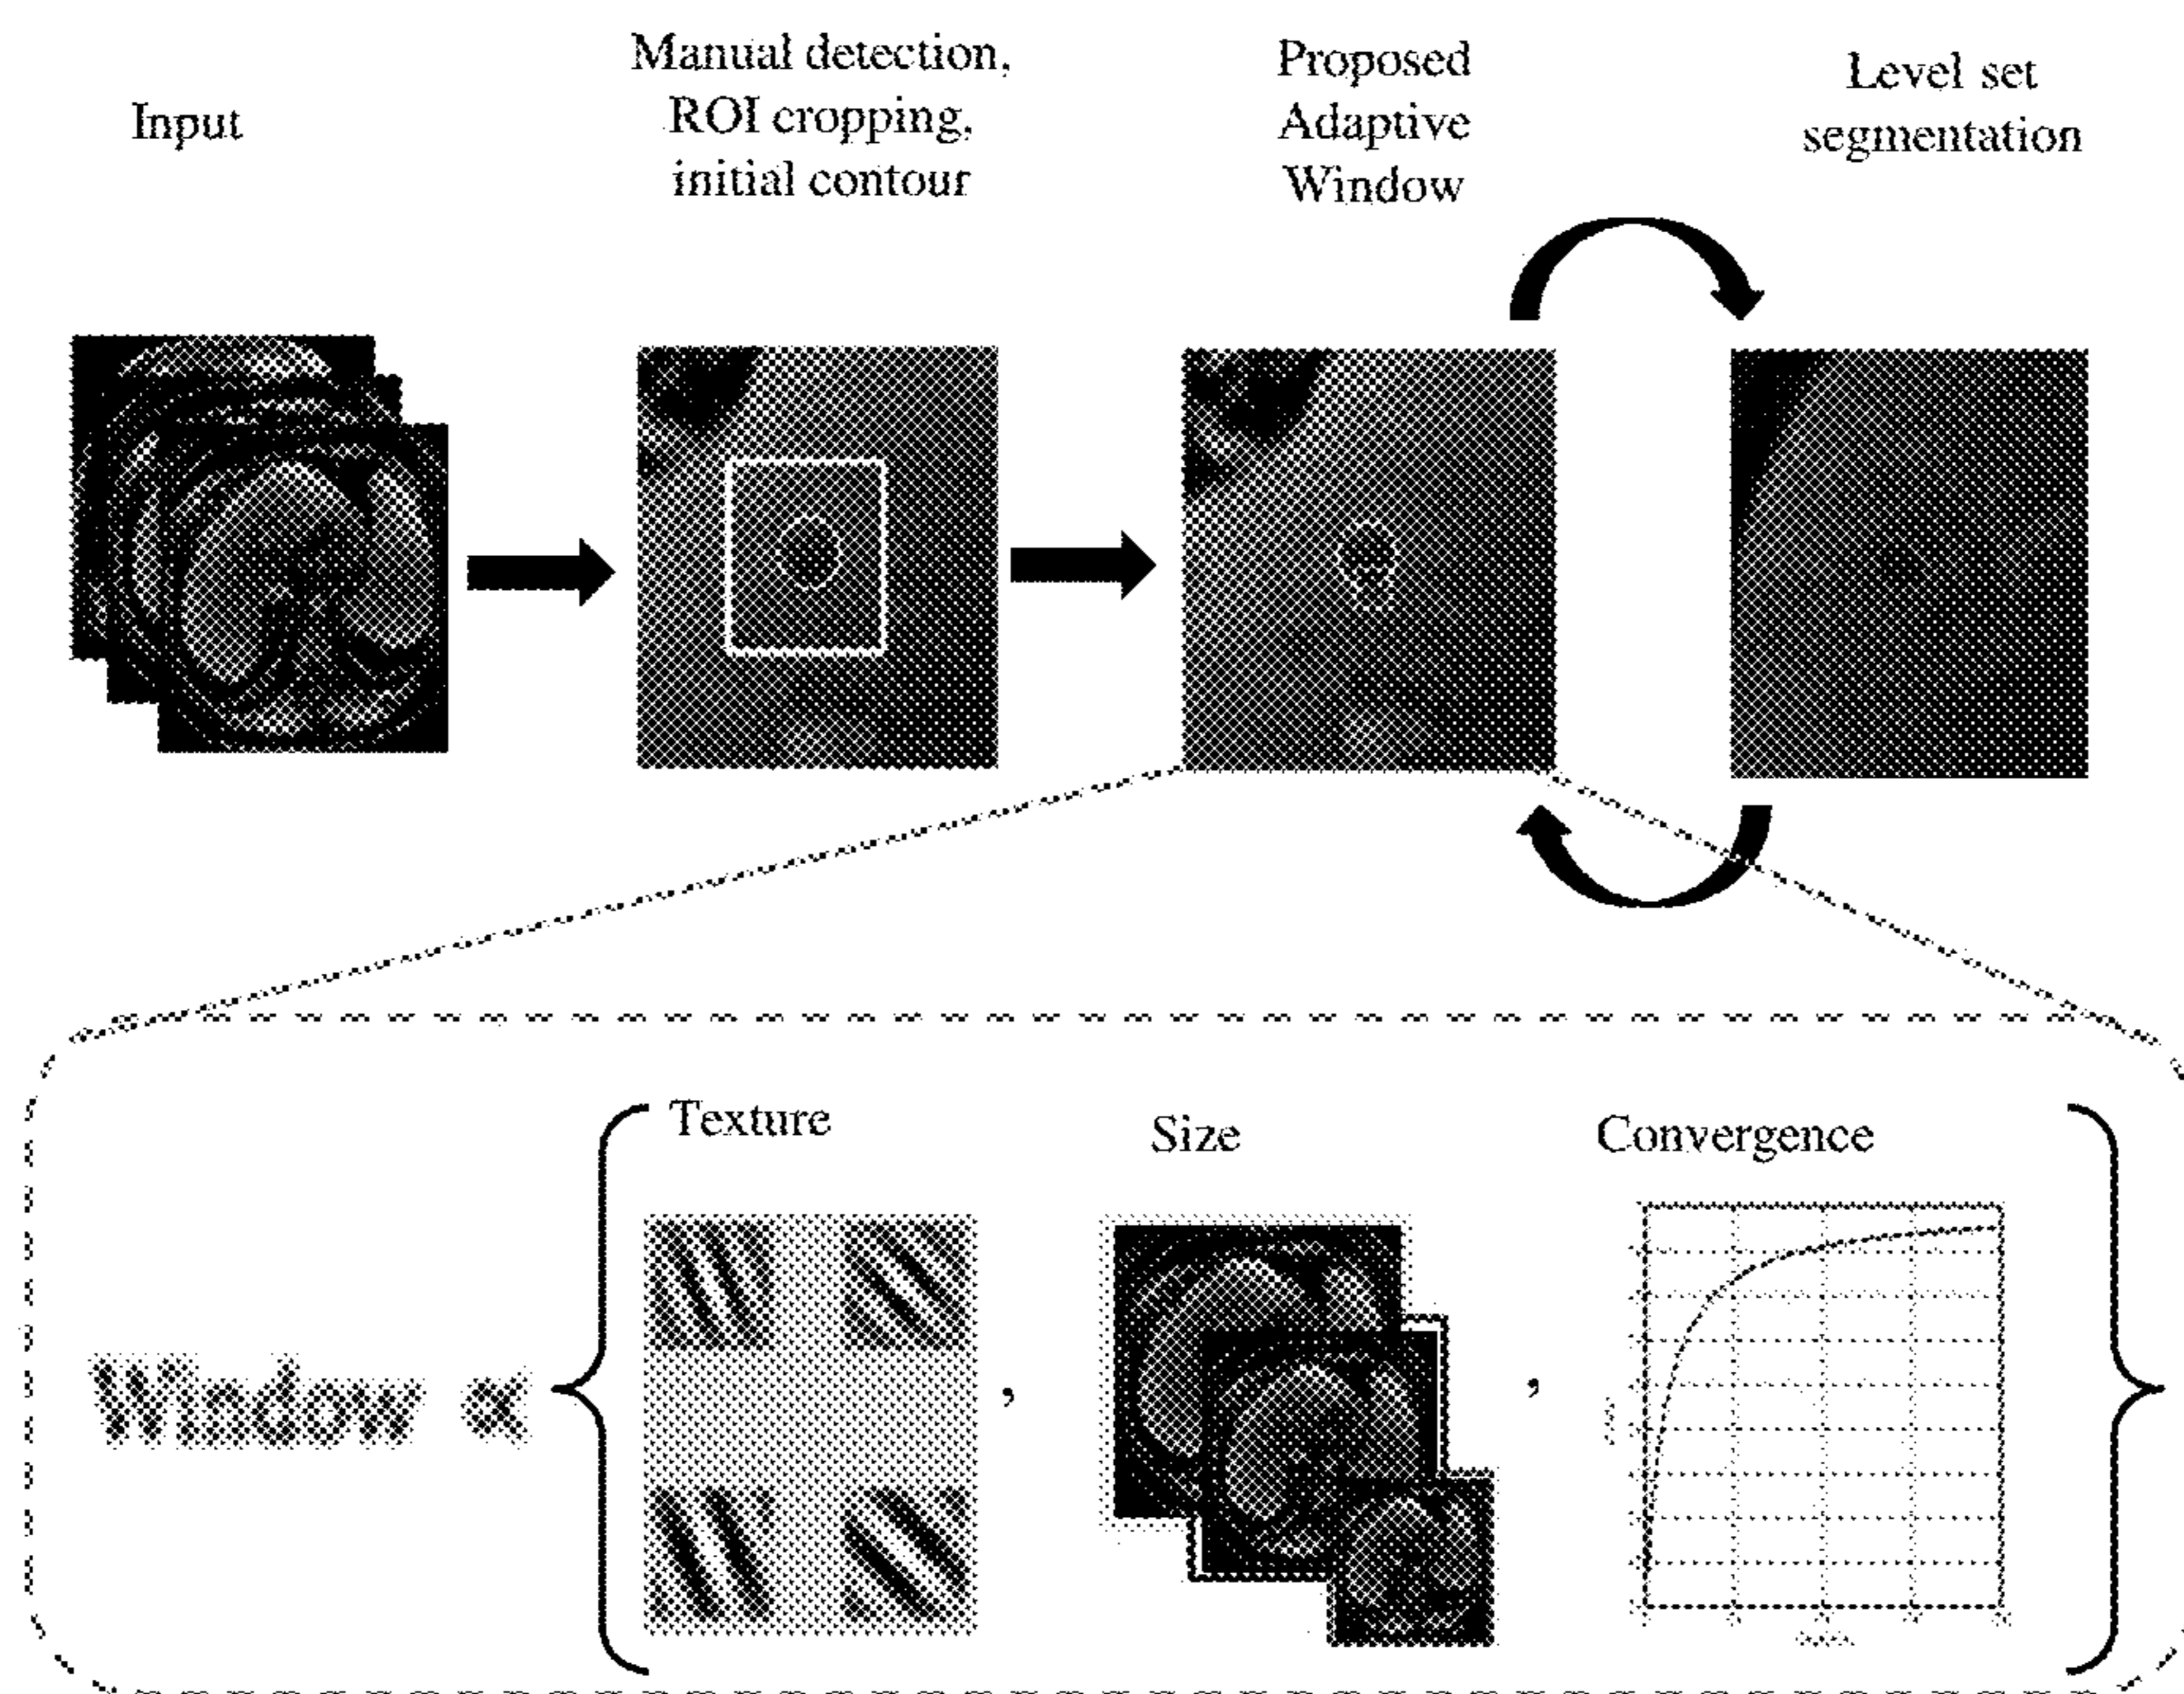 Input
Manual detection,
ROI cropping,
initial contour
Proposed
Adaptive
Window
Level set
segmentation
Texture
Size
Convergence
Window ∝
,
,